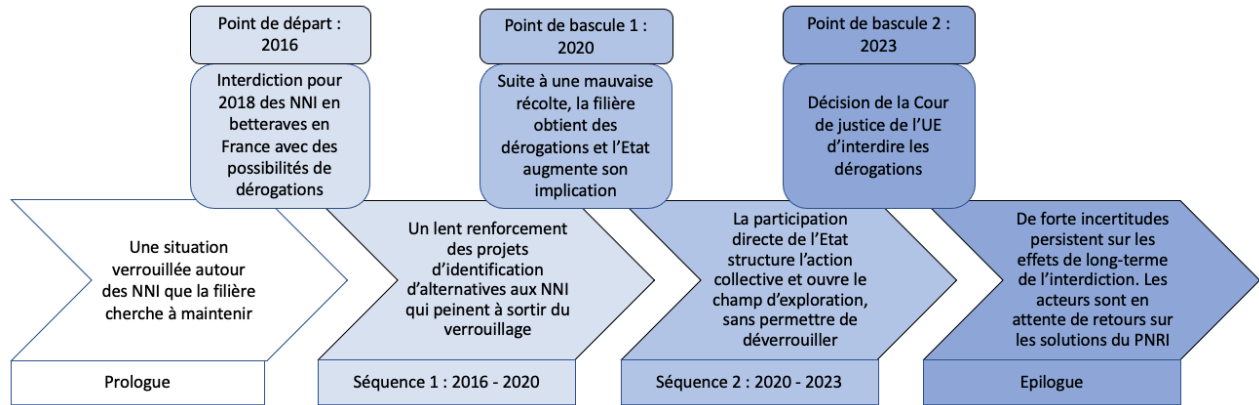 Point de départ :
2016
Interdiction pour
2018 des NNI en
betteraves en
France avec des
possibilités de
dérogations
Point de bascule 1 :
2020
Suite à une mauvaise
récolte, la filière
obtient des
dérogations et l’Etat
augmente son
implication
Point de bascule 2 :
2023
Décision de la Cour
de justice de l’UE
d’interdire les
dérogations
Une situation
verrouillée autour
des NNI que la filière
cherche à maintenir
Un lent renforcement
des projets
d’identification
d’alternatives aux NNI
qui peinent à sortir du
verrouillage
La participation
directe de l’Etat
structure l’action
collective et ouvre le
champ d’exploration,
sans permettre de
déverrouiller
De forte incertitudes
persistent sur les
effets de long-terme
de l’interdiction. Les
acteurs sont en
attente de retours sur
les solutions du PNRI
Prologue
Séquence 1 : 2016 - 2020
Séquence 2 : 2020 - 2023
Epilogue